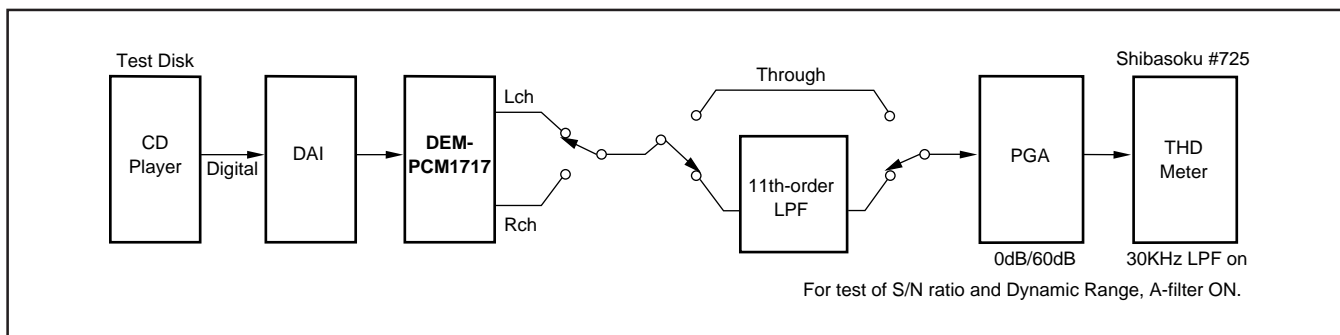 Test Disk
CD
Player
Digital
DAI
DEM-
PCM1717
Lch
Rch
Through
11th-order
LPF
PGA
0dB/60dB
Shibasoku #725
THD
Meter
30KHz LPF on
For test of S/N ratio and Dynamic Range, A-filter ON.